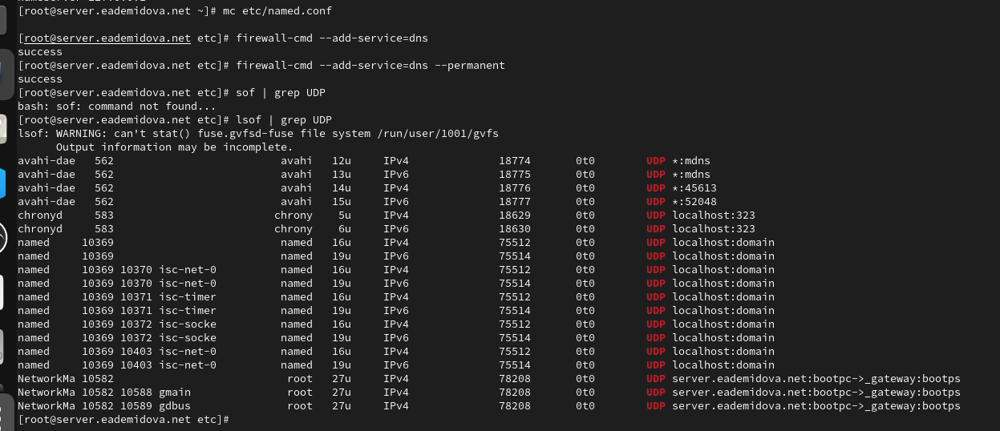 [root@server.eademidova.net ~]# mc etc/named.conf
[root@server.eademidova.net etc]# firewall-cmd --add-service=dns
success
[root@server.eademidova.net etc]# firewall-cmd --add-service=dns --permanent
success
[root@server.eademidova.net etc]# sof | grep UDP
bash: sof: command not found...
[root@server.eademidova.net etc]# lsof | grep UDP
lsof: WARNING: can't stat() fuse.gvfsd-fuse file system /run/user/1001/gvfs
      Output information may be incomplete.
avahi-dae   562                          avahi   12u     IPv4              18774       0t0        UDP *:mdns
avahi-dae   562                          avahi   13u     IPv6              18775       0t0        UDP *:mdns
avahi-dae   562                          avahi   14u     IPv4              18776       0t0        UDP *:45613
avahi-dae   562                          avahi   15u     IPv6              18777       0t0        UDP *:52048
chronyd     583                         chrony    5u     IPv4              18629       0t0        UDP localhost:323
chronyd     583                         chrony    6u     IPv6              18630       0t0        UDP localhost:323
named     10369                          named   16u     IPv4              75512       0t0        UDP localhost:domain
named     10369                          named   19u     IPv6              75514       0t0        UDP localhost:domain
named     10369 10370 isc-net-0          named   16u     IPv4              75512       0t0        UDP localhost:domain
named     10369 10370 isc-net-0          named   19u     IPv6              75514       0t0        UDP localhost:domain
named     10369 10371 isc-timer          named   16u     IPv4              75512       0t0        UDP localhost:domain
named     10369 10371 isc-timer          named   19u     IPv6              75514       0t0        UDP localhost:domain
named     10369 10372 isc-socke          named   16u     IPv4              75512       0t0        UDP localhost:domain
named     10369 10372 isc-socke          named   19u     IPv6              75514       0t0        UDP localhost:domain
named     10369 10403 isc-net-0          named   16u     IPv4              75512       0t0        UDP localhost:domain
named     10369 10403 isc-net-0          named   19u     IPv6              75514       0t0        UDP localhost:domain
NetworkMa 10582                           root   27u     IPv4              78208       0t0        UDP server.eademidova.net:bootpc->_gateway:bootps
NetworkMa 10582 10588 gmain               root   27u     IPv4              78208       0t0        UDP server.eademidova.net:bootpc->_gateway:bootps
NetworkMa 10582 10589 gdbus               root   27u     IPv4              78208       0t0        UDP server.eademidova.net:bootpc->_gateway:bootps
[root@server.eademidova.net etc]#